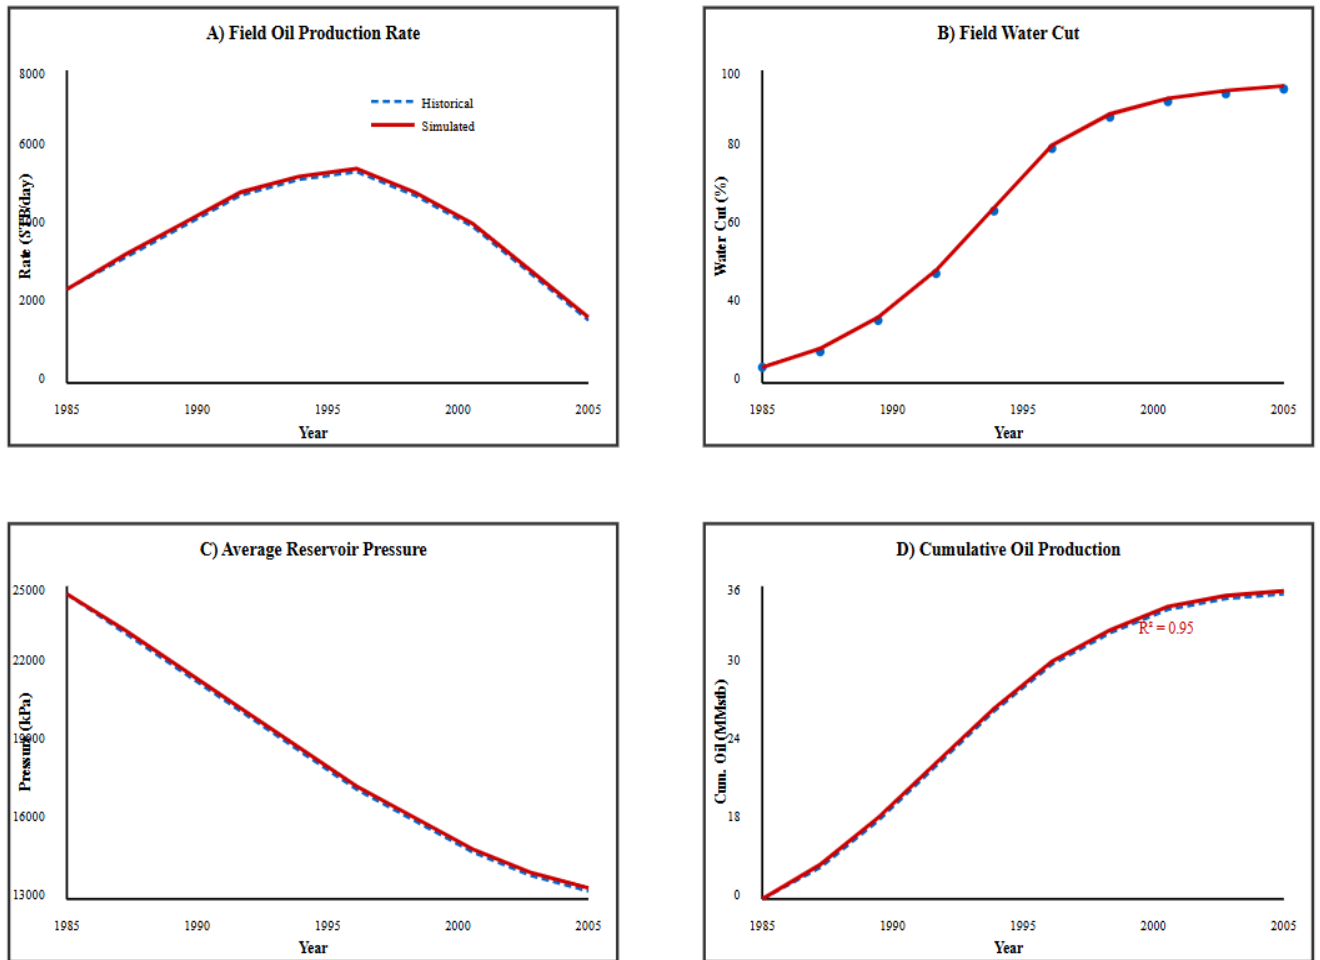 A) Field Oil Production Rate
8000
6000
4000
2000
0
Rate (STB/day)
Historical
Simulated
1985
1990
1995
2000
2005
Year
B) Field Water Cut
100
80
60
40
0
Water Cut (%)
1985
1990
1995
2000
2005
Year
C) Average Reservoir Pressure
25000
22000
19000
16000
13000
Pressure (kPa)
1985
1990
1995
2000
2005
Year
D) Cumulative Oil Production
36
30
24
18
0
Cum. Oil (MMstb)
R² = 0.95
1985
1990
1995
2000
2005
Year